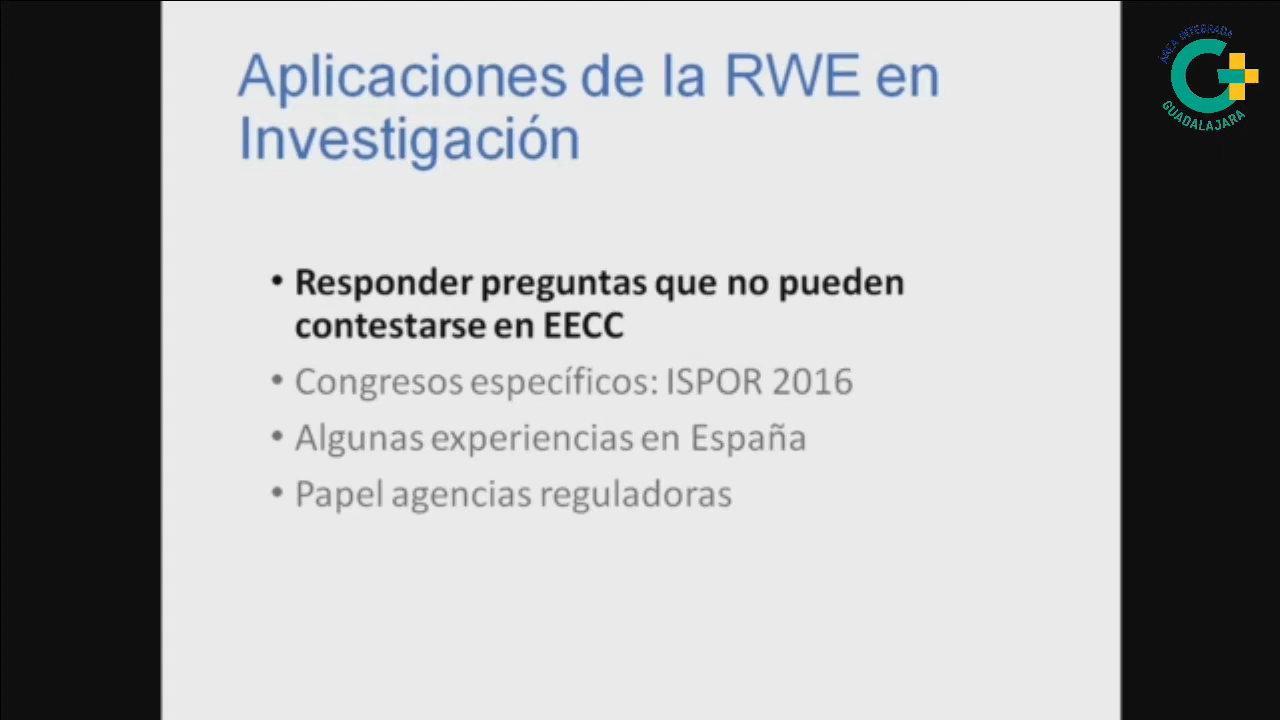 Aplicaciones de la RWE en
Investigación
• Responder preguntas que no pueden
contestarse en EECC
• Congresos específicos: ISPOR 2016
• Algunas experiencias en España
• Papel agencias reguladoras
ÁREA INTEGRADA
GUADALAJARA